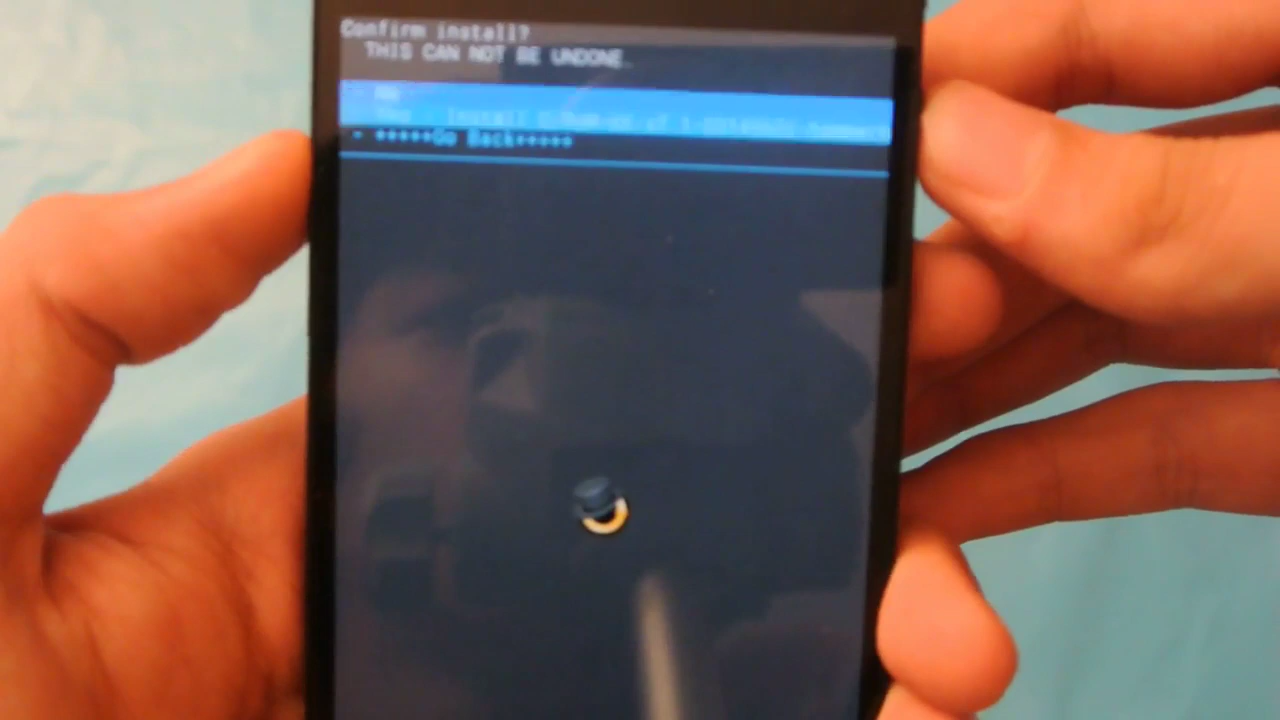 Confirm install?
THIS CAN NOT BE UNDONE.
No
Yes Install
- +++++Go Back+++++